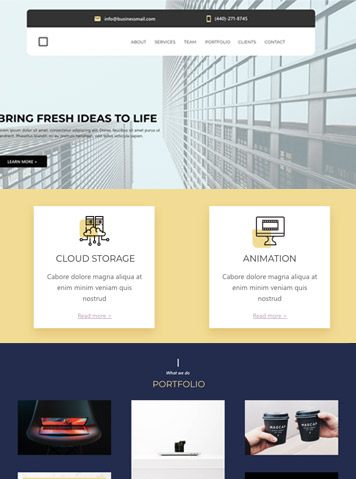 info@businessmail.com
(440)-271-8745
ABOUT SERVICES TEAM PORTFOLIO CLIENTS CONTACT
BRING FRESH IDEAS TO LIFE
LEARN MORE >
CLOUD STORAGE
Cabore dolore magna aliqua at
enim minim veniam quis
nostrud
Read more >
ANIMATION
Cabore dolore magna aliqua at
enim minim veniam quis
nostrud
Read more >
What we do
PORTFOLIO
MADCAP
MADCAP